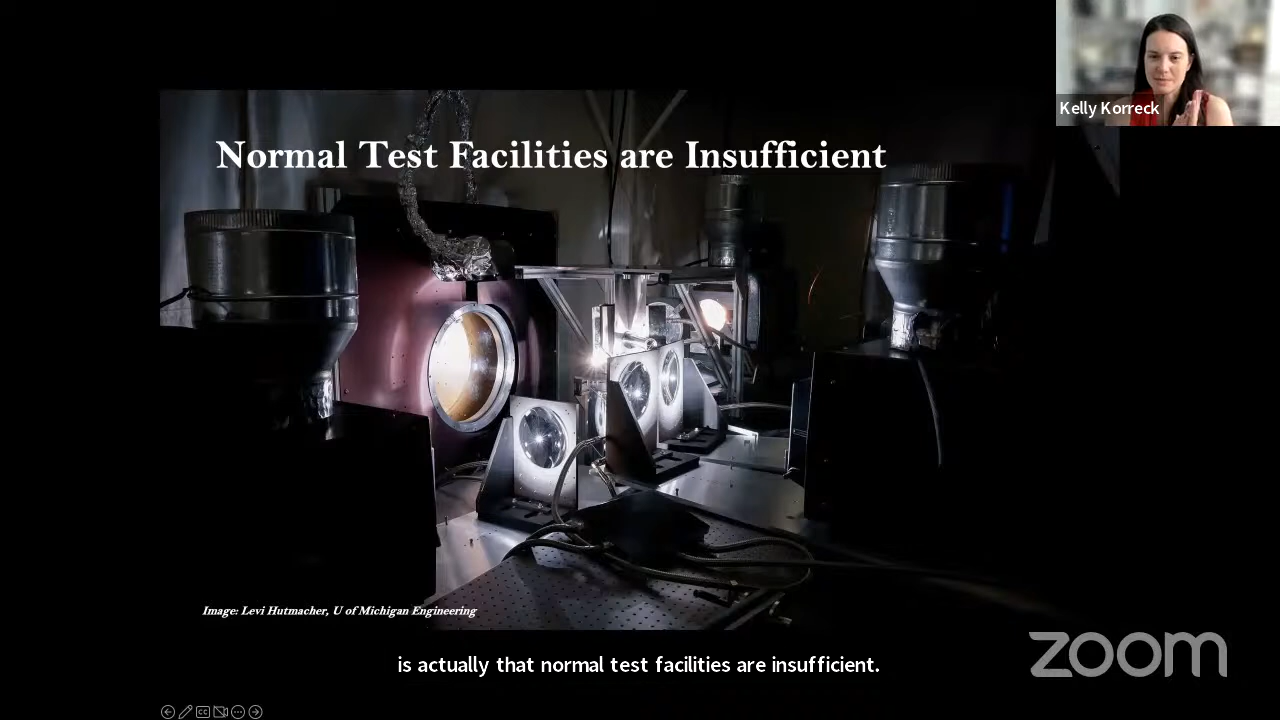 Kelly Korreck
Normal Test Facilities are Insufficient
Image: Levi Hutmacher, U of Michigan Engineering
is actually that normal test facilities are insufficient.
zoom
CC